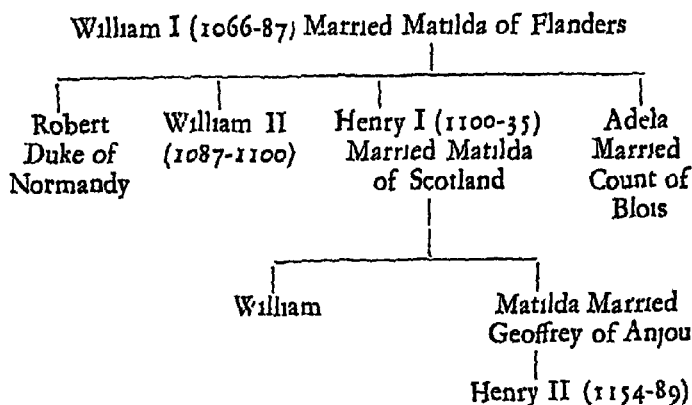 William I (1066-87) Married Matilda of Flanders
Robert
Duke of
Normandy
William II
(1087-1100)
Henry I (1100-35)
Married Matilda
of Scotland
Adela
Married
Count of
Blois
William
Matilda Married
Geoffrey of Anjou
Henry II (1154-89)